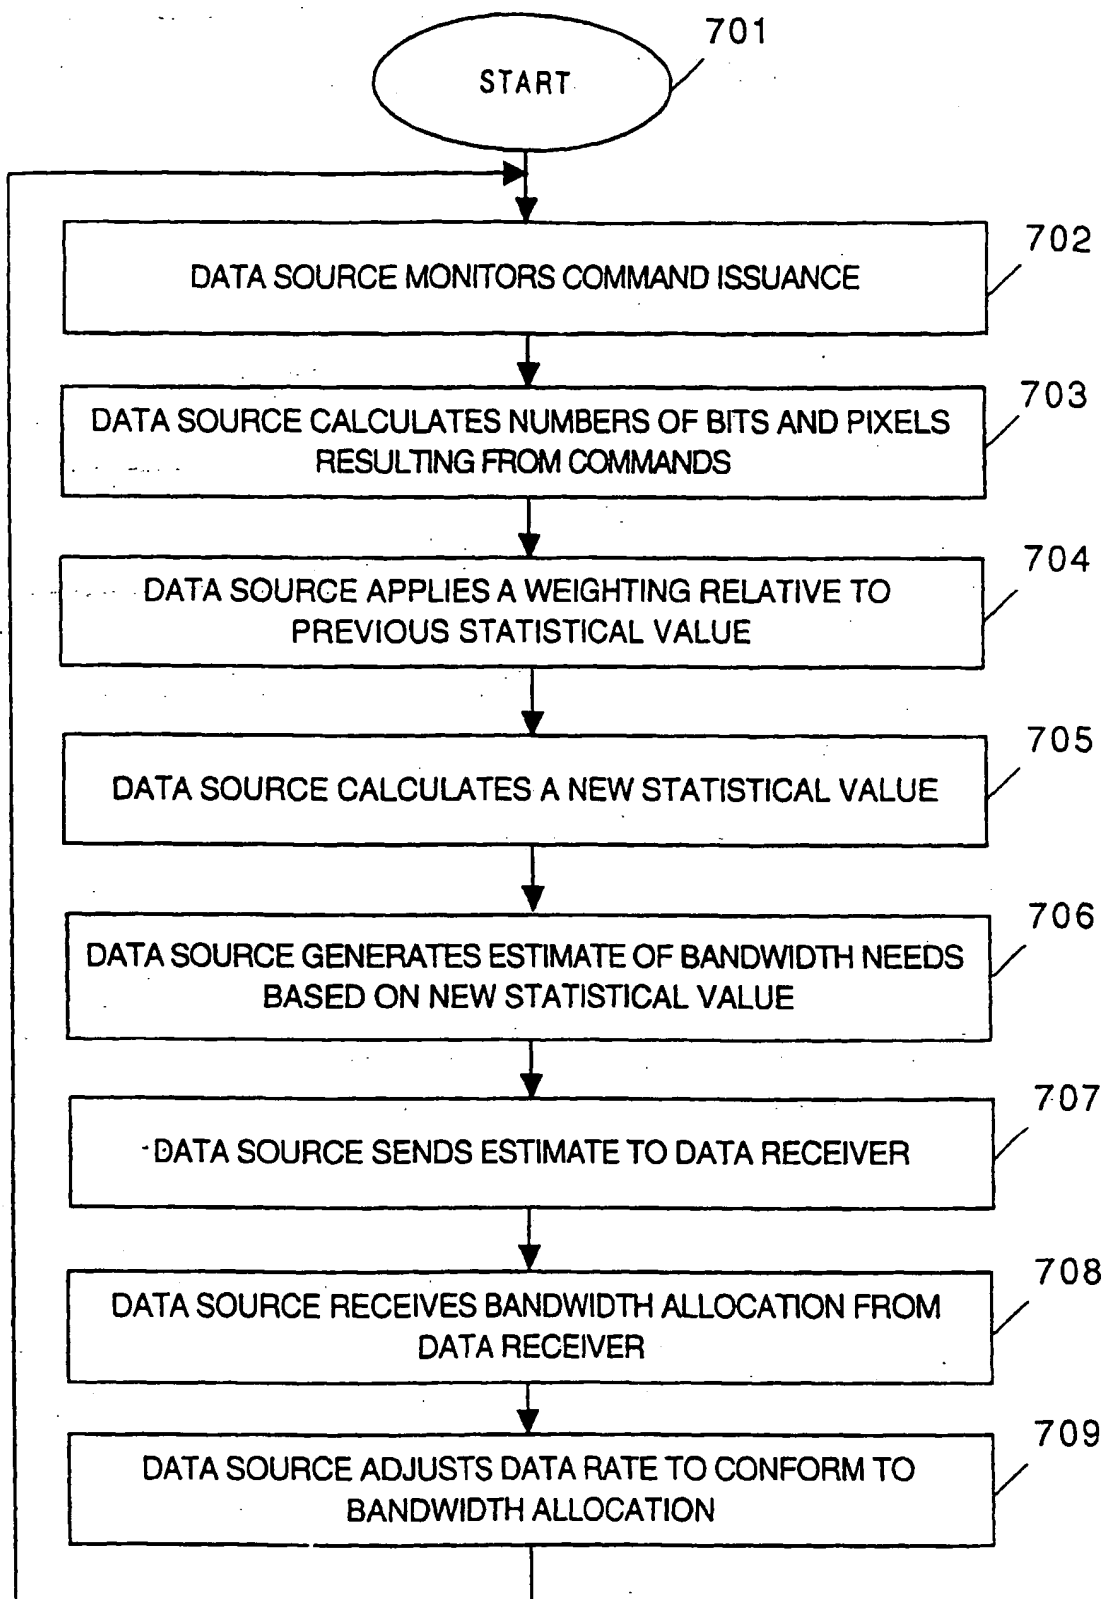 701
START
702
DATA SOURCE MONITORS COMMAND ISSUANCE
703
DATA SOURCE CALCULATES NUMBERS OF BITS AND PIXELS
RESULTING FROM COMMANDS
704
DATA SOURCE APPLIES A WEIGHTING RELATIVE TO
PREVIOUS STATISTICAL VALUE
705
DATA SOURCE CALCULATES A NEW STATISTICAL VALUE
706
DATA SOURCE GENERATES ESTIMATE OF BANDWIDTH NEEDS
BASED ON NEW STATISTICAL VALUE
707
DATA SOURCE SENDS ESTIMATE TO DATA RECEIVER
708
DATA SOURCE RECEIVES BANDWIDTH ALLOCATION FROM
DATA RECEIVER
709
DATA SOURCE ADJUSTS DATA RATE TO CONFORM TO
BANDWIDTH ALLOCATION